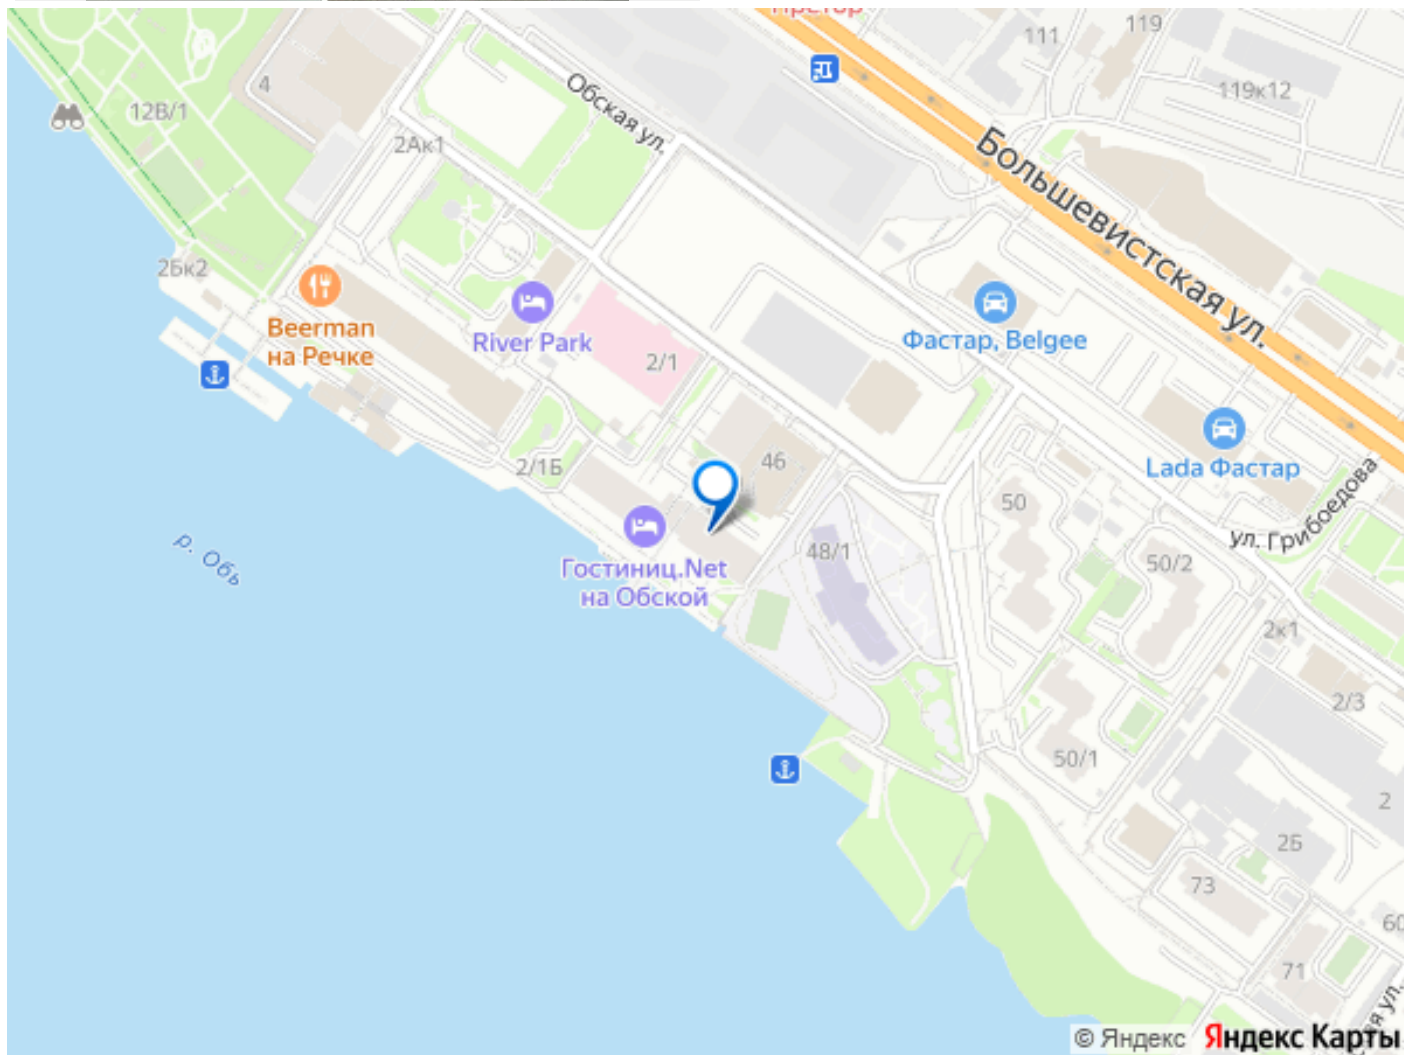 111
119
119к12
4
12В/1
Обская ул.
2Ак1
Большевистская ул.
2Бк2
Beerman
на Речке
River Park
Фастар, Belgee
2/1
46
Lada Фастар
2/1Б
50
ул. Грибоедова
р. Обь
48/1
50/2
Гостиниц.Net
на Обской
2к1
2/3
50/1
2
2Б
73
60
71
ул.
© Яндекс
Яндекс Карты